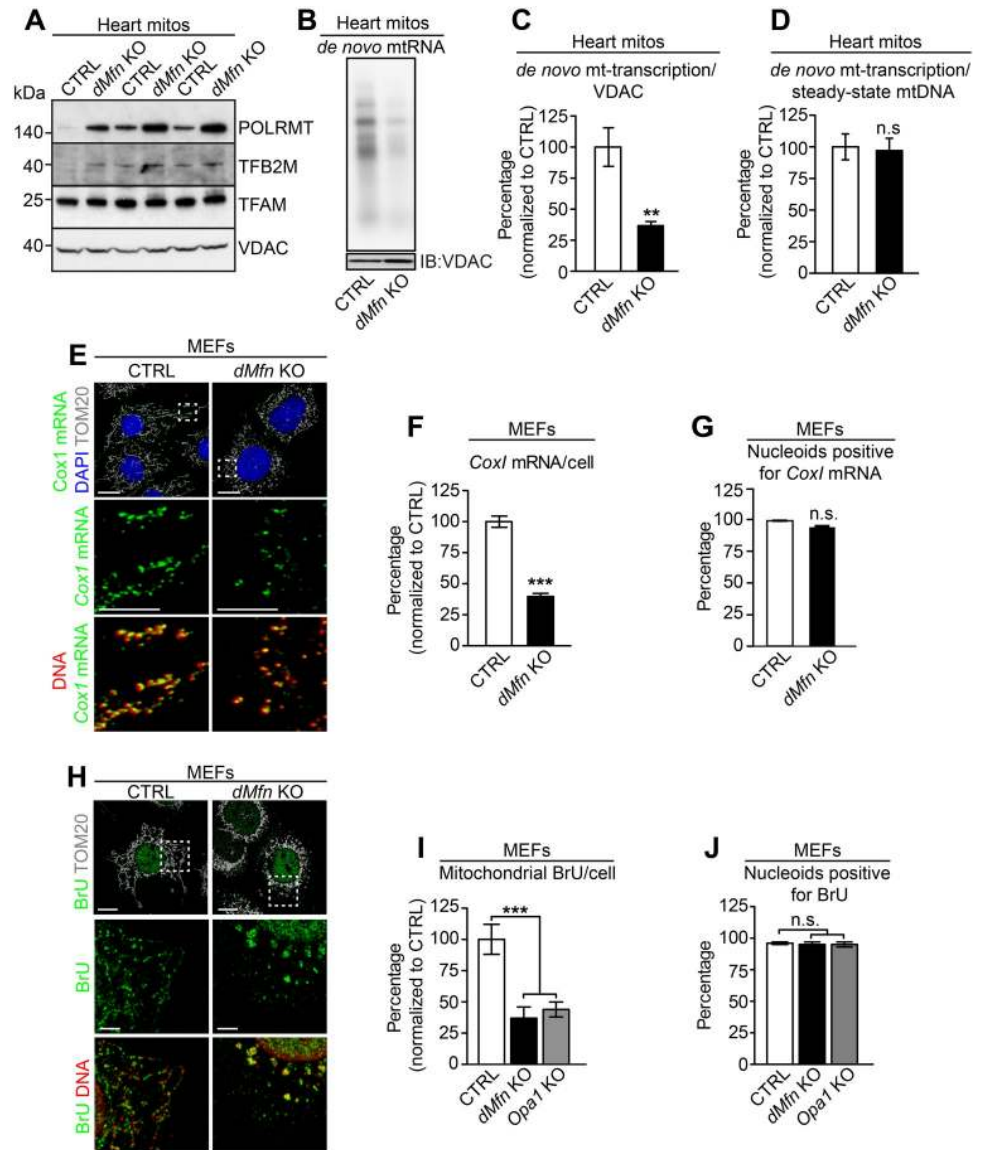 A
Heart mitos
CTRL
dMfn KO
CTRL
dMfn KO
CTRL
dMfn KO
kDa
140
POLRMT
40
TFB2M
25
TFAM
40
VDAC
B
Heart mitos
de novo mtRNA
IB:VDAC
CTRL
dMfn KO
C
Heart mitos
de novo mt-transcription/
VDAC
Percentage
(normalized to CTRL)
125
100
75
50
25
0
**
CTRL
dMfn KO
D
Heart mitos
de novo mt-transcription/
steady-state mtDNA
Percentage
(normalized to CTRL)
125
100
75
50
25
0
n.s
CTRL
dMfn KO
E
MEFs
CTRL
dMfn KO
Cox1 mRNA
DAPI TOM20
Cox1 mRNA
DNA
Cox1 mRNA
F
MEFs
CoxI mRNA/cell
Percentage
(normalized to CTRL)
125
100
75
50
25
0
***
CTRL
dMfn KO
G
MEFs
Nucleoids positive
for CoxI mRNA
Percentage
125
100
75
50
25
0
n.s.
CTRL
dMfn KO
H
MEFs
CTRL
dMfn KO
BrU TOM20
BrU
BrU DNA
I
MEFs
Mitochondrial BrU/cell
Percentage
(normalized to CTRL)
125
100
75
50
25
0
***
CTRL
dMfn KO
Opa1 KO
J
MEFs
Nucleoids positive
for BrU
Percentage
125
100
75
50
25
0
n.s.
CTRL
dMfn KO
Opa1 KO